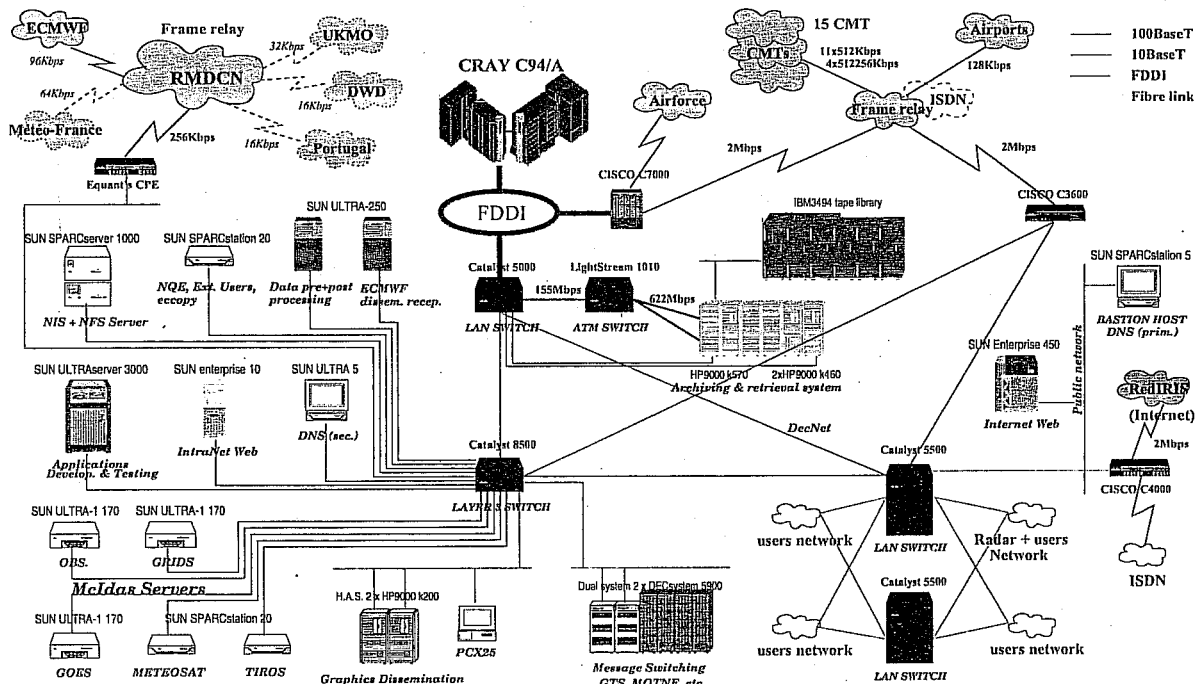 ECMWF
Frame relay
32Kbps
UKMO
96Kbps
RMDCN
64Kbps
16Kbps
DWD
Météo-France
256Kbps
16Kbps
Portugal
Equant's CPE
CRAY C94/A
FDDI
Airforce
CISCO C7000
15 CMT
CMTs
11x512Kbps
4x512256Kbps
Airports
128Kbps
Frame relay
ISDN
2Mbps
2Mbps
CISCO C3600
100BaseT
10BaseT
FDDI
Fibre link
SUN SPARCserver 1000
NIS + NFS Server
SUN SPARCstation 20
NQE, Ext. Users,
eccopy
SUN ULTRA-250
Data pre+post
processing
ECMWF
dissem. recep.
Catalyst 5000
LAN SWITCH
155Mbps
LightStream 1010
ATM SWITCH
622Mbps
IBM3494 tape library
HP9000 k570
2xHP9000 k460
Archiving & retrieval system
SUN SPARCstation 5
BASTION HOST
DNS (prim.)
SUN Enterprise 450
Internet Web
Public network
RedIRIS
(Internet)
2Mbps
CISCO C4000
ISDN
SUN ULTRAserver 3000
Applications
Develop. & Testing
SUN enterprise 10
IntraNet Web
SUN ULTRA 5
DNS (sec.)
Catalyst 8500
LAYER 3 SWITCH
DecNet
Catalyst 5500
LAN SWITCH
users network
Radar + users
Network
Catalyst 5500
LAN SWITCH
users network
users network
SUN ULTRA-1 170
OBS.
SUN ULTRA-1 170
GRIDS
McIdas Servers
SUN ULTRA-1 170
GOES
SUN SPARCstation 20
METEOSAT
TIROS
H.A.S. 2 x HP9000 k200
Graphics Dissemination
PCX25
Dual system 2 x DECsystem 5900
Message Switching
GTS, MOTNE, etc